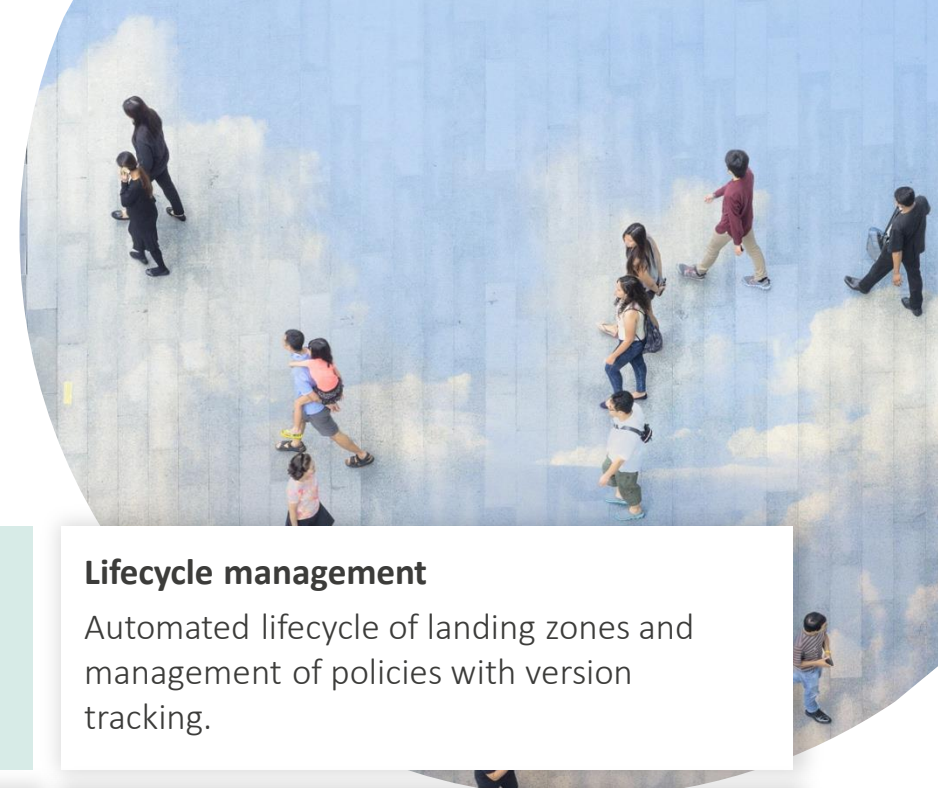 Lifecycle management
Automated lifecycle of landing zones and
management of policies with version
tracking.